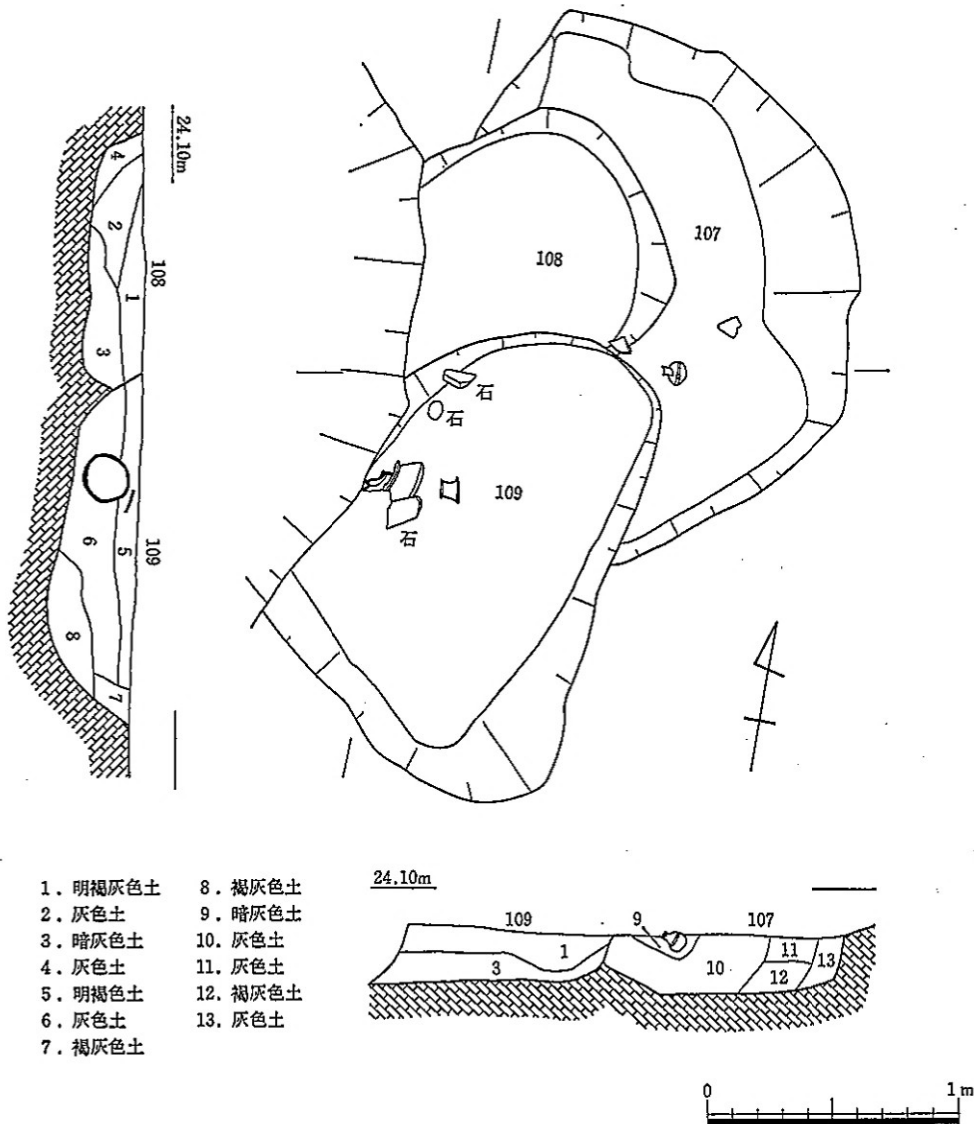 24.10m
4
2
108
1
3
109
5
6
8
7
107
108
109
石
石
石
1. 明褐灰色土
2. 灰色土
3. 暗灰色土
4. 灰色土
5. 明褐色土
6. 灰色土
7. 褐灰色土
8. 褐灰色土
9. 暗灰色土
10. 灰色土
11. 灰色土
12. 褐灰色土
13. 灰色土
24.10m
109 9 107
1
3
10
11
12
13
0 1m